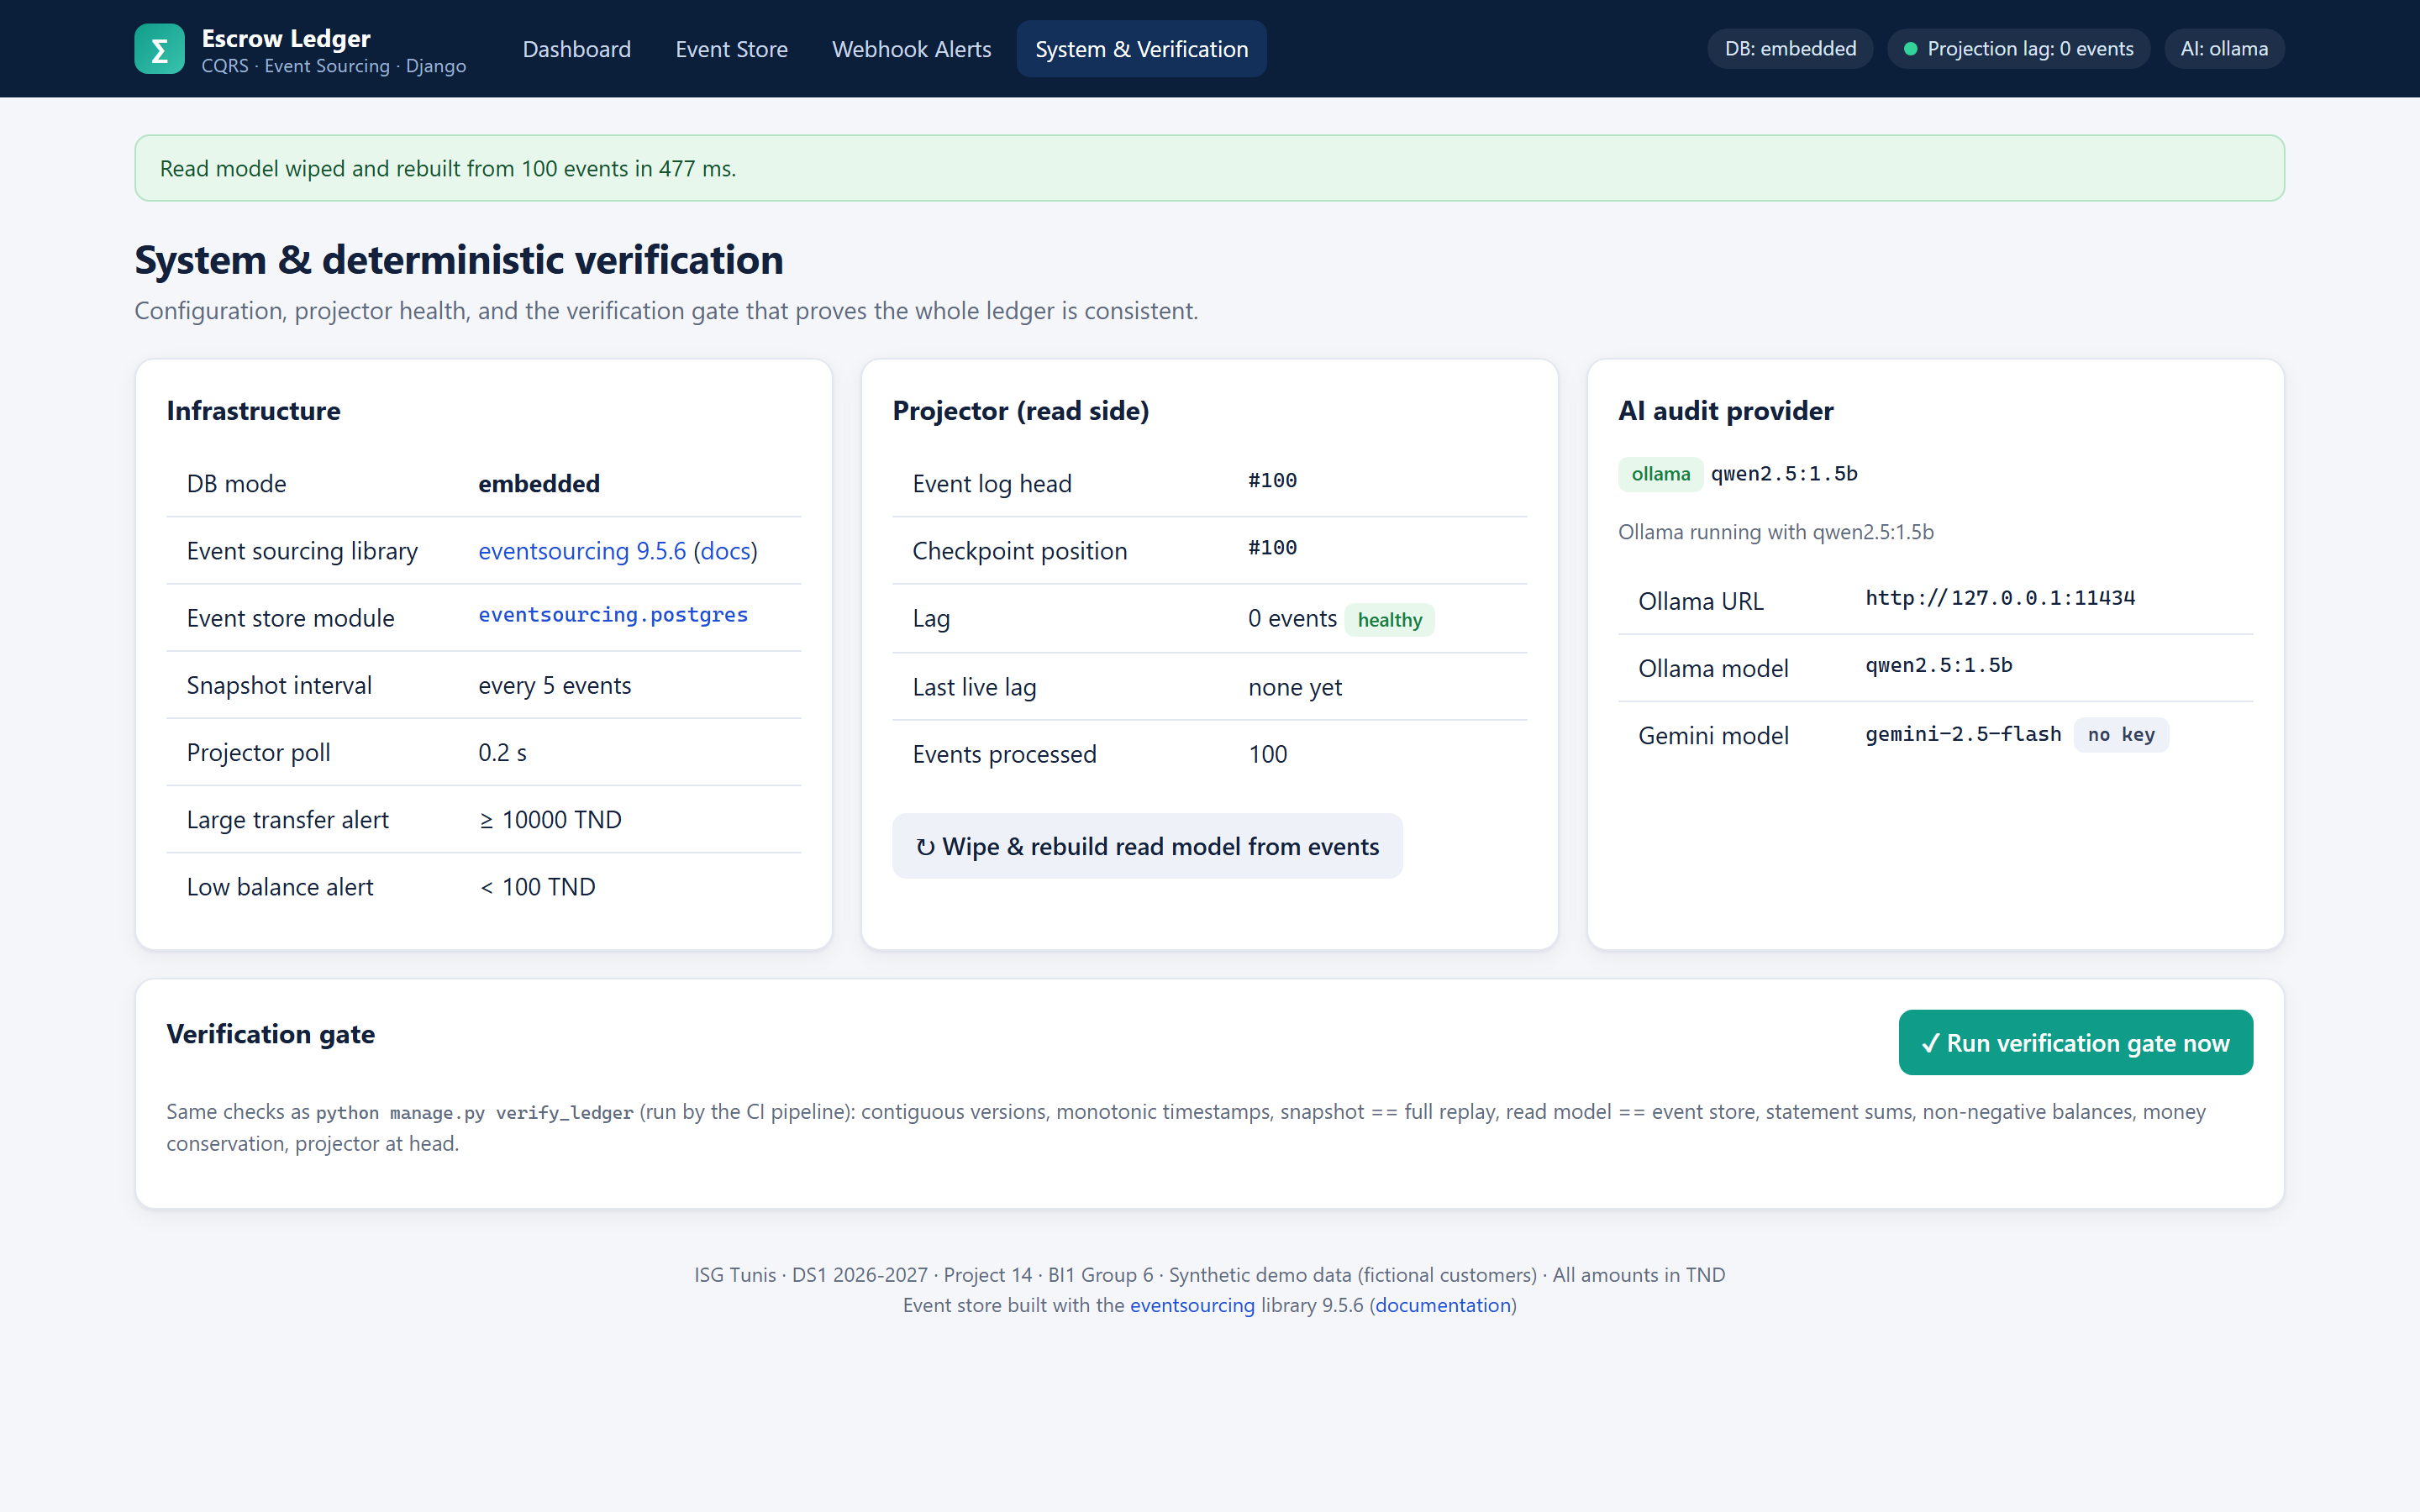 Σ
Escrow Ledger
CQRS · Event Sourcing · Django
Dashboard
Event Store
Webhook Alerts
System & Verification
DB: embedded
Projection lag: 0 events
AI: ollama
Read model wiped and rebuilt from 100 events in 477 ms.
System & deterministic verification
Configuration, projector health, and the verification gate that proves the whole ledger is consistent.
Infrastructure
DB mode embedded
Event sourcing library eventsourcing 9.5.6 (docs)
Event store module eventsourcing.postgres
Snapshot interval every 5 events
Projector poll 0.2 s
Large transfer alert ≥ 10000 TND
Low balance alert < 100 TND
Projector (read side)
Event log head #100
Checkpoint position #100
Lag 0 events healthy
Last live lag none yet
Events processed 100
↻ Wipe & rebuild read model from events
AI audit provider
ollama qwen2.5:1.5b
Ollama running with qwen2.5:1.5b
Ollama URL http://127.0.0.1:11434
Ollama model qwen2.5:1.5b
Gemini model gemini-2.5-flash no key
Verification gate
✓ Run verification gate now
Same checks as python manage.py verify_ledger (run by the CI pipeline): contiguous versions, monotonic timestamps, snapshot == full replay, read model == event store, statement sums, non-negative balances, money
conservation, projector at head.
ISG Tunis · DS1 2026-2027 · Project 14 · BI1 Group 6 · Synthetic demo data (fictional customers) · All amounts in TND
Event store built with the eventsourcing library 9.5.6 (documentation)